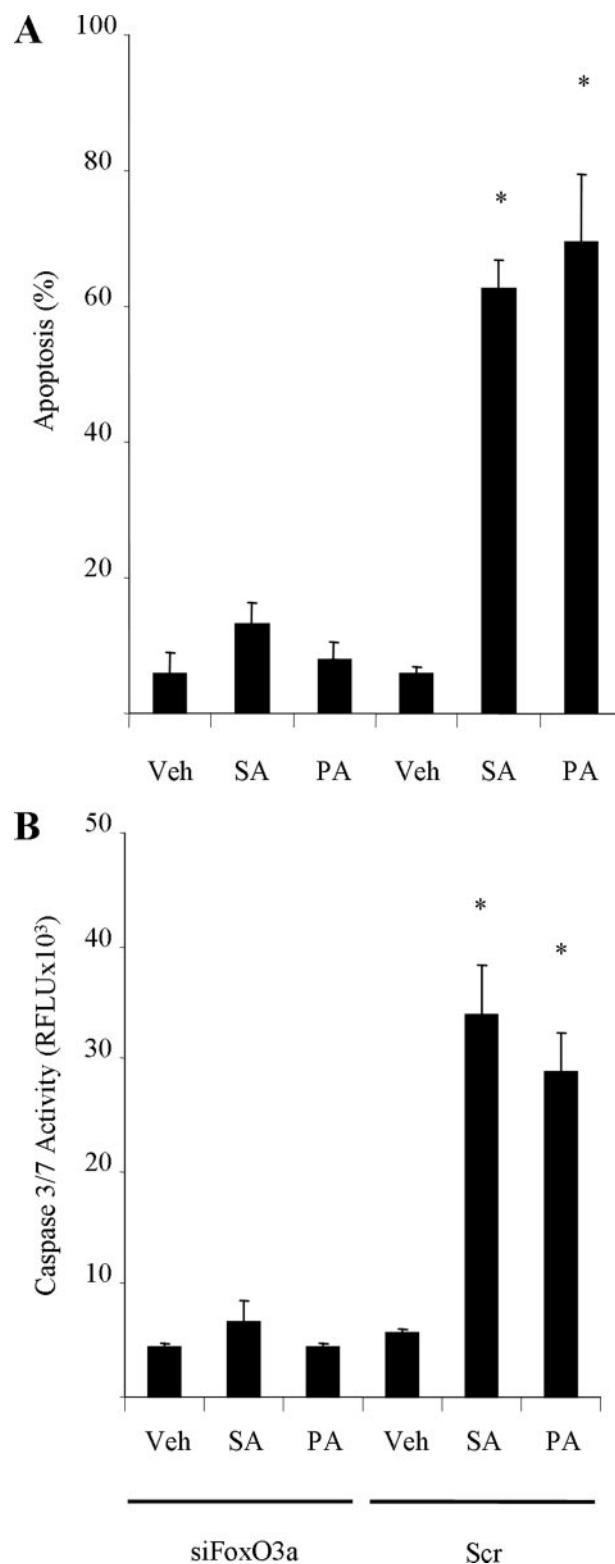 A
Apoptosis (%)
100
80
60
40
20
*
*
Veh SA PA Veh SA PA
B
Caspase 3/7 Activity (RFLUx10³)
50
40
30
20
10
*
*
Veh SA PA Veh SA PA
siFoxO3a Scr